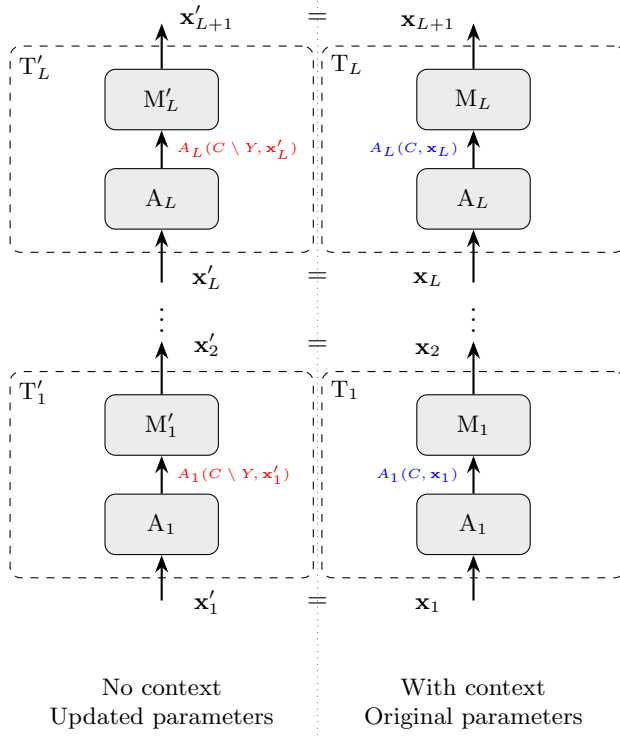 x′_{L+1} = x_{L+1}
T′_L T_L
M′_L M_L
A_L(C \ Y, x′_L) A_L(C, x_L)
A_L A_L
x′_L = x_L
⋮ ⋮
x′_2 = x_2
T′_1 T_1
M′_1 M_1
A_1(C \ Y, x′_1) A_1(C, x_1)
A_1 A_1
x′_1 = x_1
No context With context
Updated parameters Original parameters